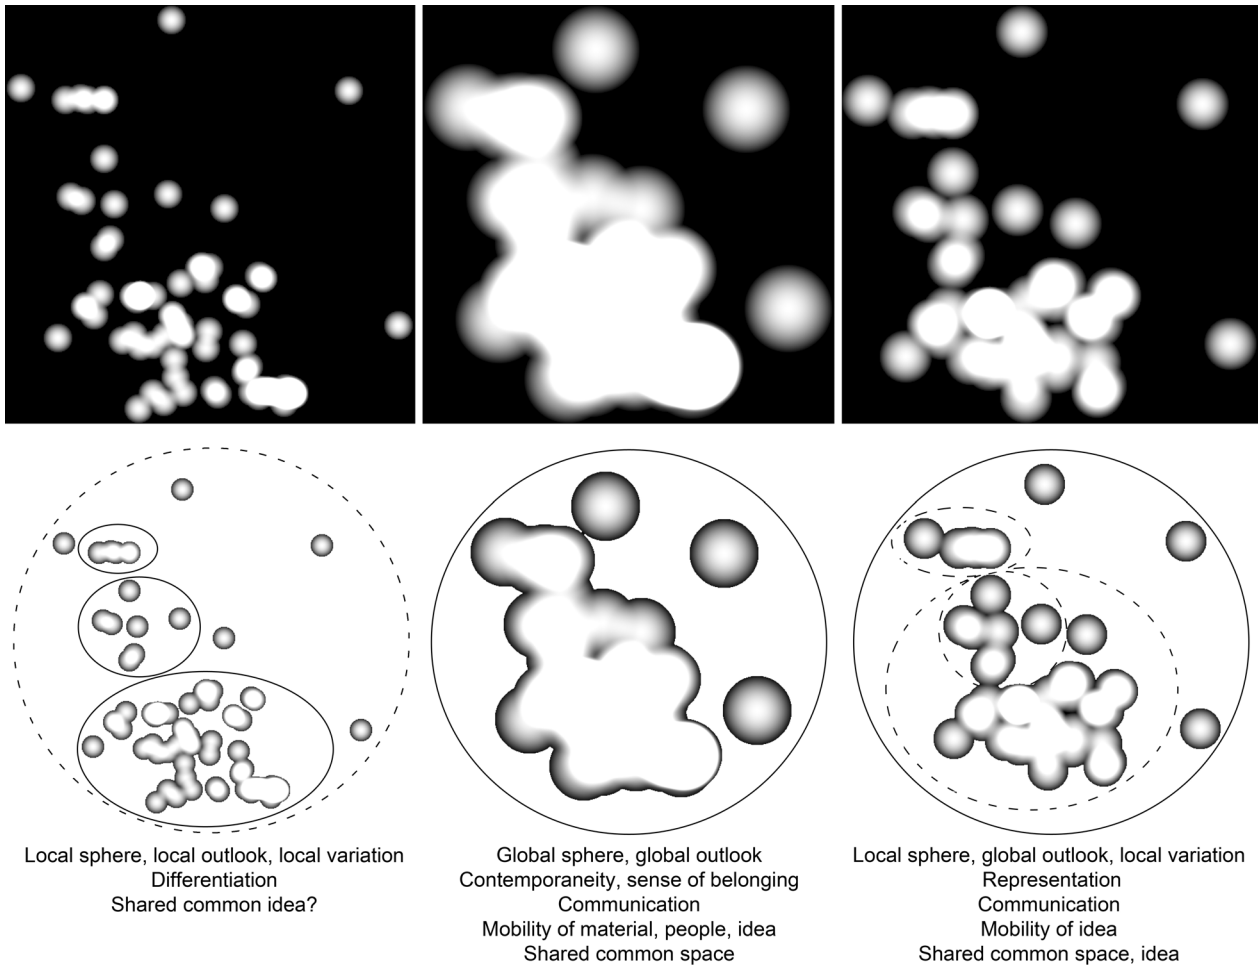 Local sphere, local outlook, local variation
Differentiation
Shared common idea?
Global sphere, global outlook
Contemporaneity, sense of belonging
Communication
Mobility of material, people, idea
Shared common space
Local sphere, global outlook, local variation
Representation
Communication
Mobility of idea
Shared common space, idea